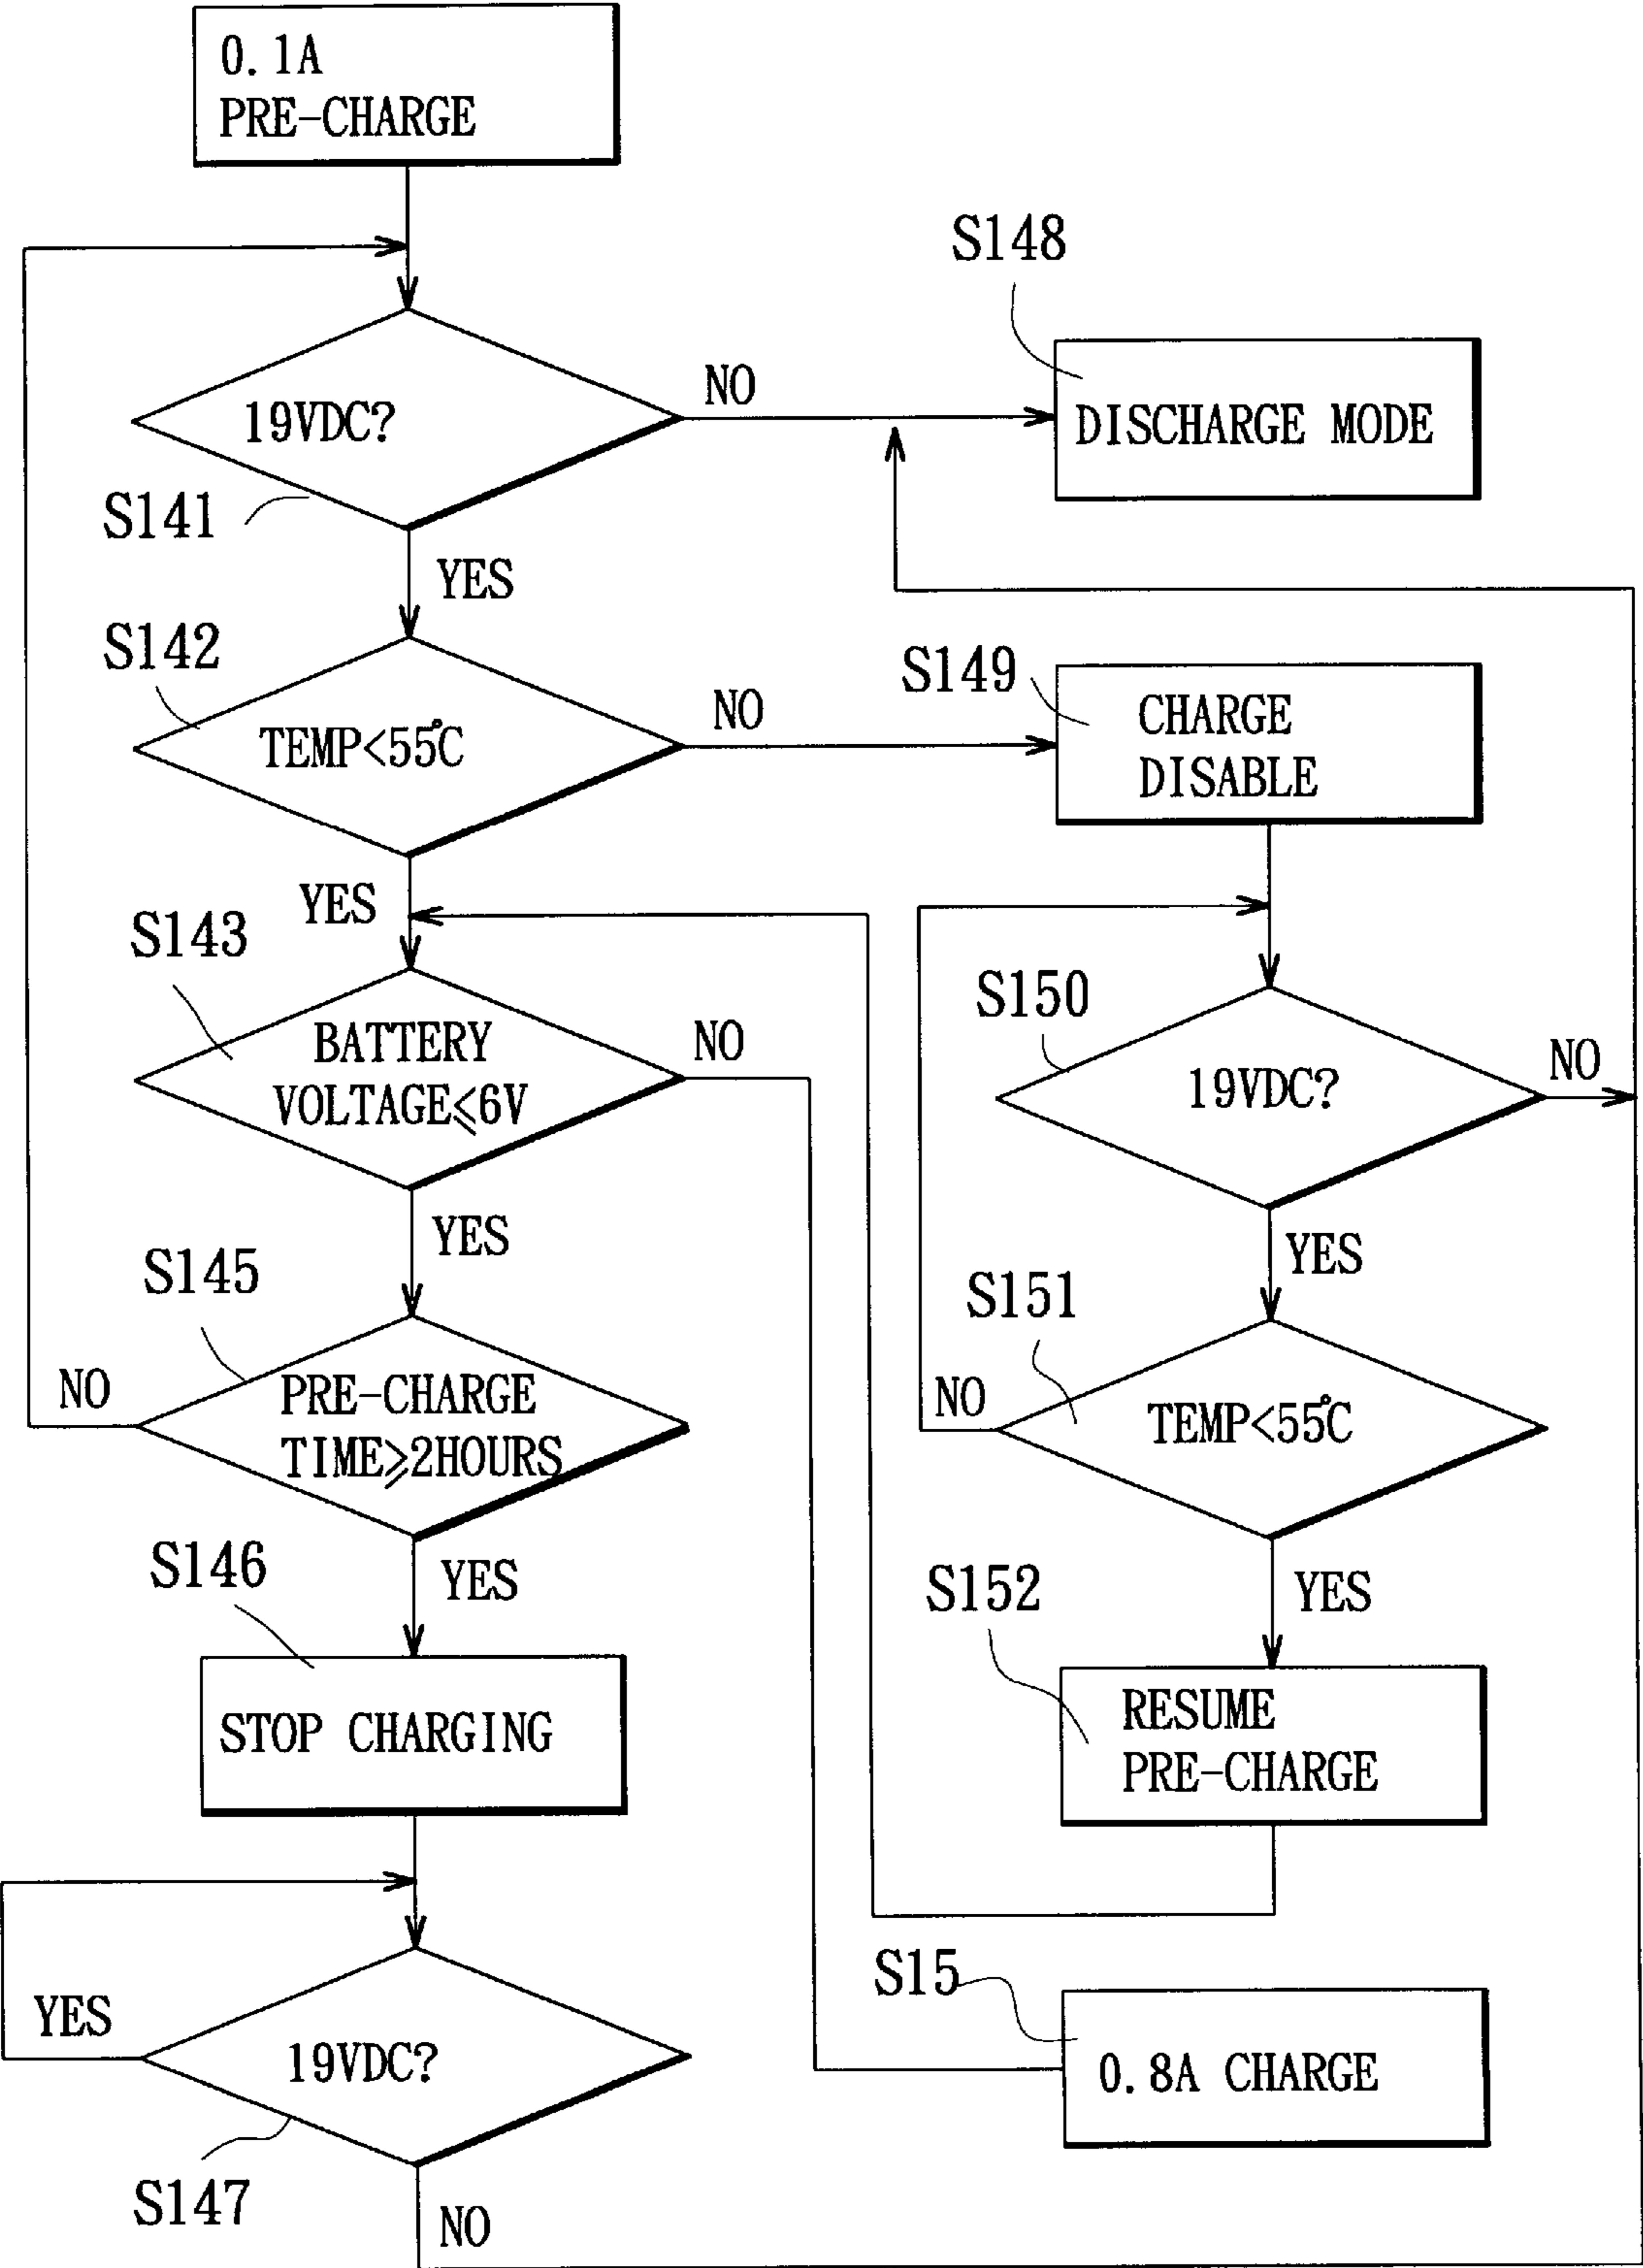 0.1A
PRE-CHARGE
S148
19VDC?
NO
DISCHARGE MODE
S141
YES
S142
TEMP<55℃
NO
S149
CHARGE
DISABLE
YES
S143
BATTERY
VOLTAGE≤6V
NO
S150
19VDC?
NO
YES
YES
S145
PRE-CHARGE
TIME≥2HOURS
NO
S151
TEMP<55℃
NO
YES
YES
S146
STOP CHARGING
S152
RESUME
PRE-CHARGE
S15
0.8A CHARGE
YES
19VDC?
S147
NO